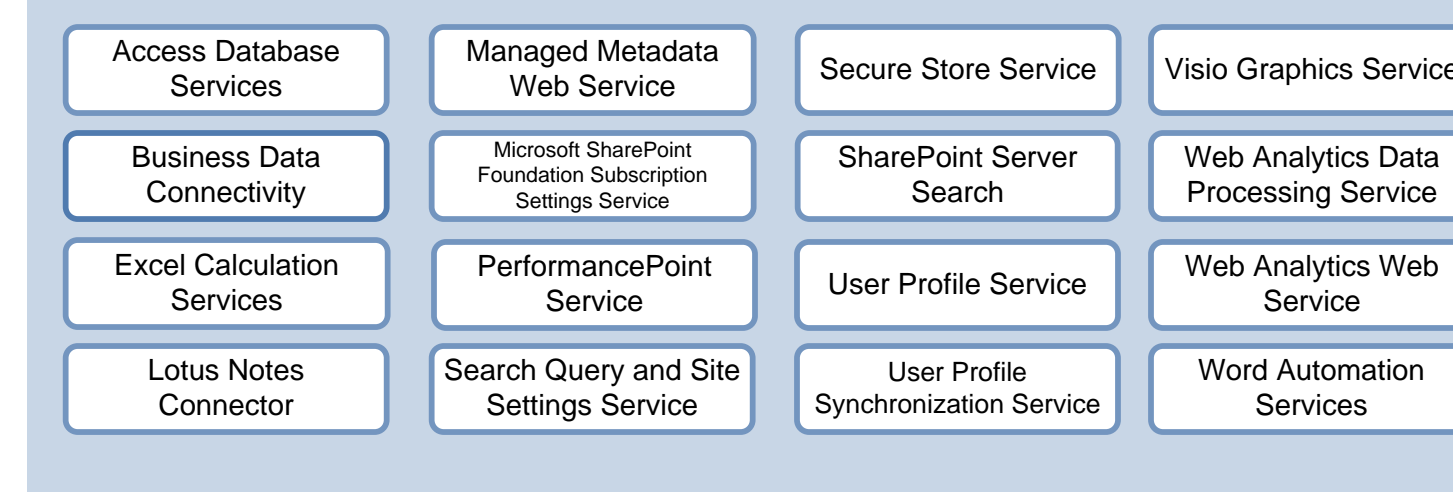 Access Database
Services
Managed Metadata
Web Service
Secure Store Service
Visio Graphics Service
Business Data
Connectivity
Microsoft SharePoint
Foundation Subscription
Settings Service
SharePoint Server
Search
Web Analytics Data
Processing Service
Excel Calculation
Services
PerformancePoint
Service
User Profile Service
Web Analytics Web
Service
Lotus Notes
Connector
Search Query and Site
Settings Service
User Profile
Synchronization Service
Word Automation
Services